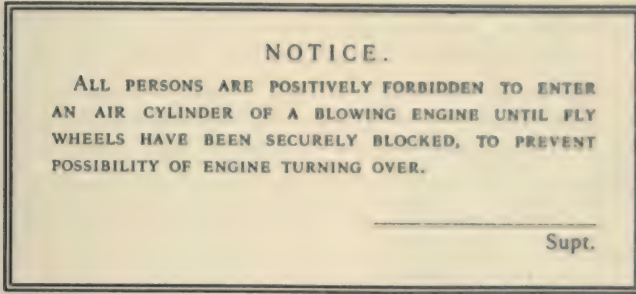 NOTICE.
ALL PERSONS ARE POSITIVELY FORBIDDEN TO ENTER
AN AIR CYLINDER OF A BLOWING ENGINE UNTIL FLY
WHEELS HAVE BEEN SECURELY BLOCKED, TO PREVENT
POSSIBILITY OF ENGINE TURNING OVER.
Supt.